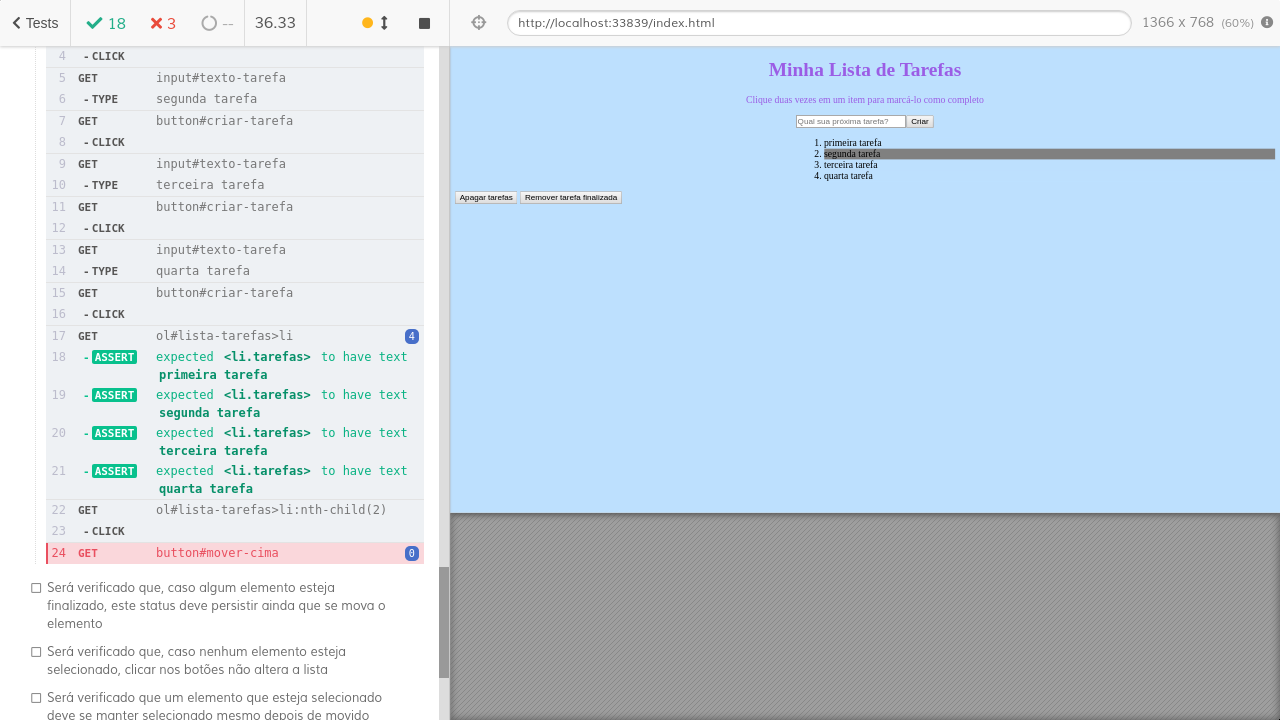 Tests 18 3 -- 36.33
http://localhost:33839/index.html 1366 x 768 (60%)
4 - CLICK
5 GET input#texto-tarefa
6 - TYPE segunda tarefa
7 GET button#criar-tarefa
8 - CLICK
9 GET input#texto-tarefa
10 - TYPE terceira tarefa
11 GET button#criar-tarefa
12 - CLICK
13 GET input#texto-tarefa
14 - TYPE quarta tarefa
15 GET button#criar-tarefa
16 - CLICK
17 GET ol#lista-tarefas>li 4
18 - ASSERT expected <li.tarefas> to have text
primeira tarefa
19 - ASSERT expected <li.tarefas> to have text
segunda tarefa
20 - ASSERT expected <li.tarefas> to have text
terceira tarefa
21 - ASSERT expected <li.tarefas> to have text
quarta tarefa
22 GET ol#lista-tarefas>li:nth-child(2)
23 - CLICK
24 GET button#mover-cima 0
Será verificado que, caso algum elemento esteja
finalizado, este status deve persistir ainda que se mova o
elemento
Será verificado que, caso nenhum elemento esteja
selecionado, clicar nos botões não altera a lista
Será verificado que um elemento que esteja selecionado
deve se manter selecionado mesmo depois de movido
Minha Lista de Tarefas
Clique duas vezes em um item para marcá-lo como completo
Qual sua próxima tarefa? Criar
1. primeira tarefa
2. segunda tarefa
3. terceira tarefa
4. quarta tarefa
Apagar tarefas Remover tarefa finalizada